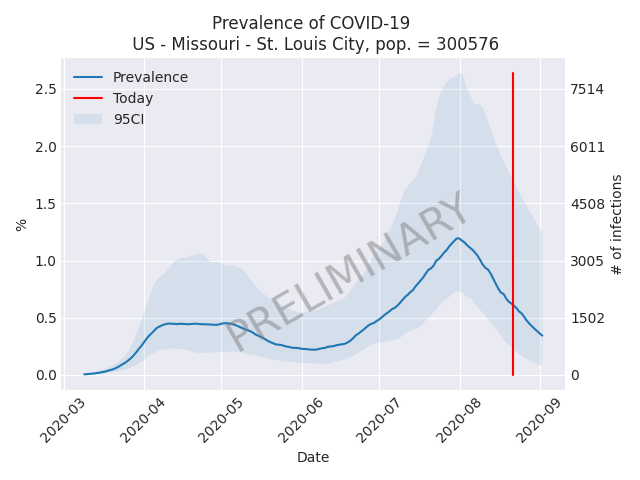 Prevalence of COVID-19
US - Missouri - St. Louis City, pop. = 300576
Prevalence
Today
95CI
2.5
2.0
1.5
1.0
0.5
0.0
%
7514
6011
4508
3005
1502
0
# of infections
PRELIMINARY
2020-03
2020-04
2020-05
2020-06
2020-07
2020-08
2020-09
Date